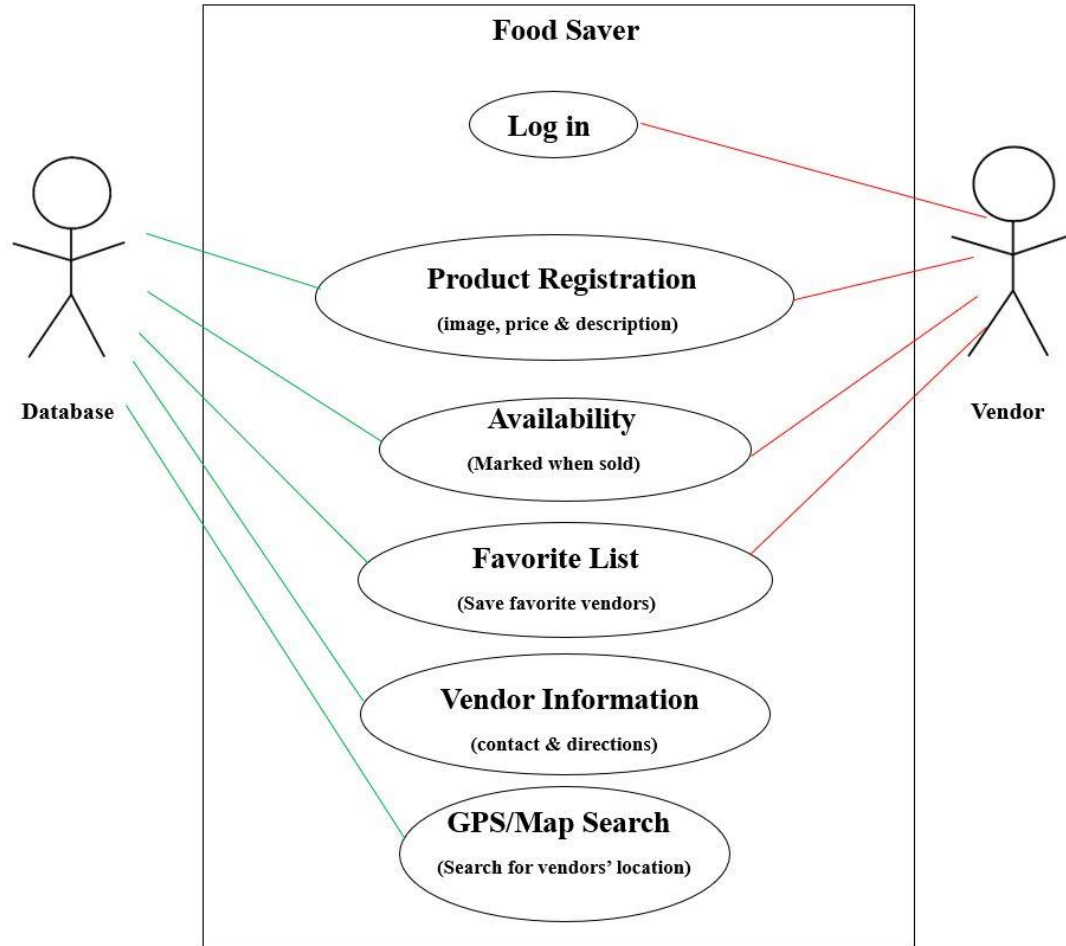 Food Saver
Log in
Product Registration
(image, price & description)
Database
Vendor
Availability
(Marked when sold)
Favorite List
(Save favorite vendors)
Vendor Information
(contact & directions)
GPS/Map Search
(Search for vendors’ location)